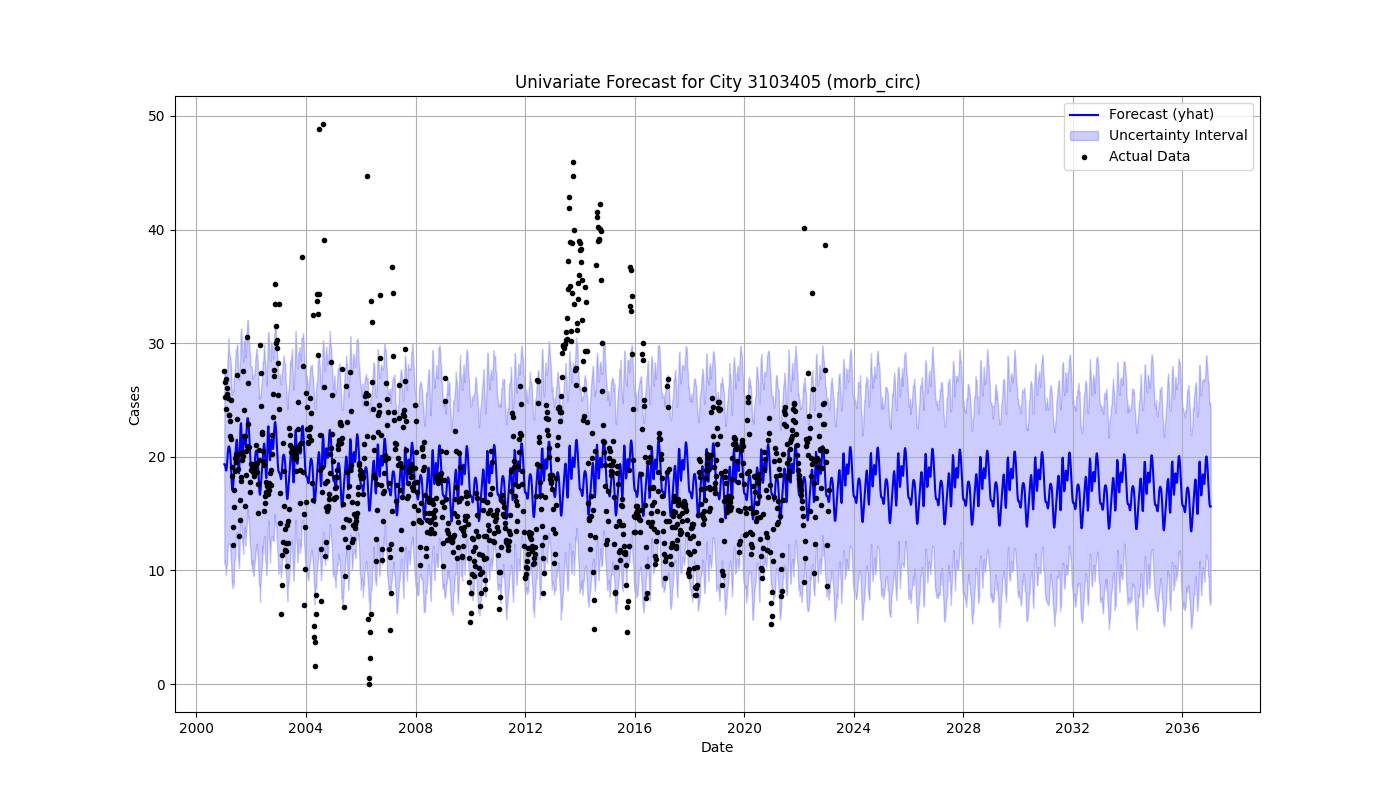 Univariate Forecast for City 3103405 (morb_circ)
Forecast (yhat)
Uncertainty Interval
Actual Data
Cases
50
40
30
20
10
0
2000 2004 2008 2012 2016 2020 2024 2028 2032 2036
Date